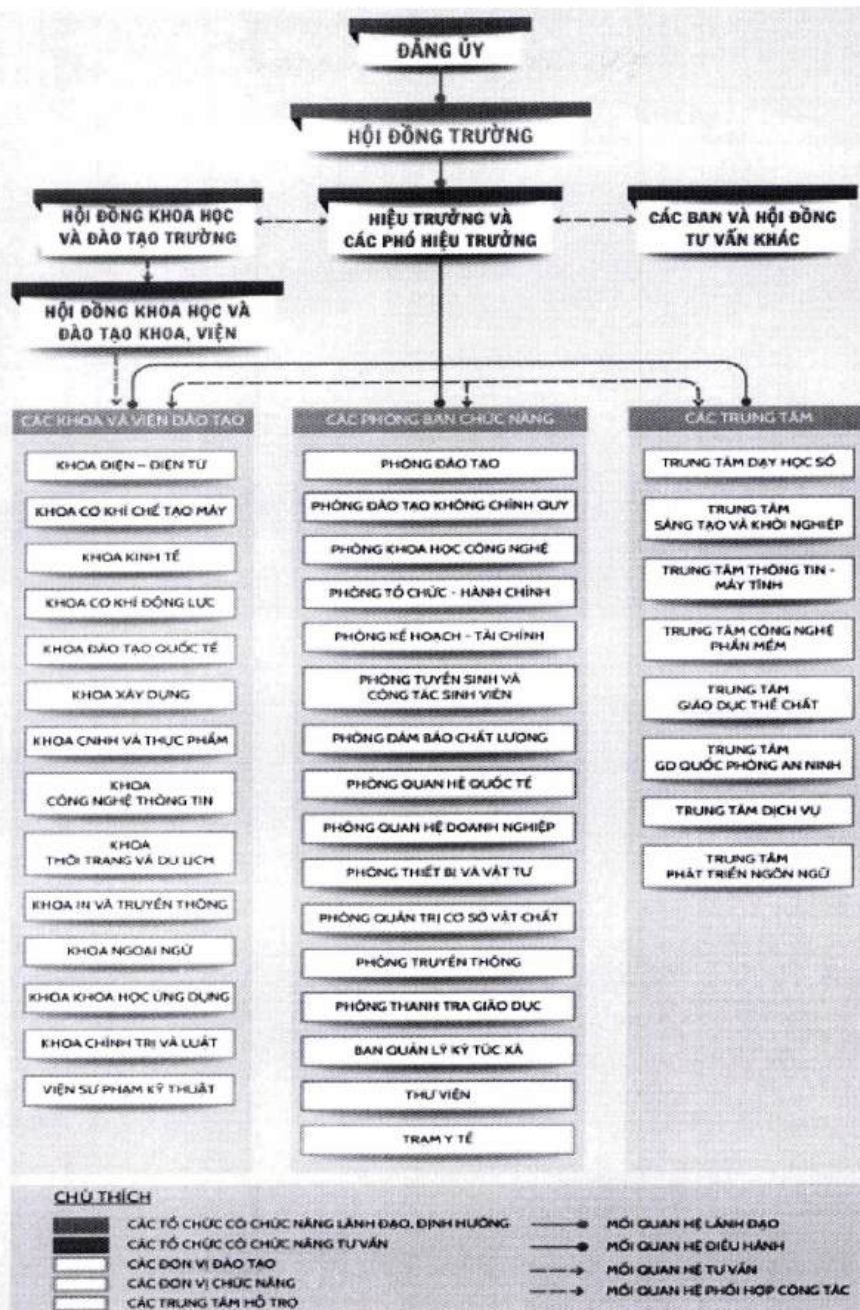 ĐẢNG ỦY
HỘI ĐỒNG TRƯỜNG
HỘI ĐỒNG KHOA HỌC
VÀ ĐÀO TẠO TRƯỜNG
HIỆU TRƯỞNG VÀ
CÁC PHÓ HIỆU TRƯỞNG
CÁC BAN VÀ HỘI ĐỒNG
TƯ VẤN KHÁC
HỘI ĐỒNG KHOA HỌC VÀ
ĐÀO TẠO KHOA, VIỆN
CÁC KHOA VÀ VIỆN ĐÀO TẠO
KHOA ĐIỆN – ĐIỆN TỬ
KHOA CƠ KHÍ CHẾ TẠO MÁY
KHOA KINH TẾ
KHOA CƠ KHÍ ĐỘNG LỰC
KHOA ĐÀO TẠO QUỐC TẾ
KHOA XÂY DỰNG
KHOA CNHH VÀ THỰC PHẨM
KHOA
CÔNG NGHỆ THÔNG TIN
KHOA
THỜI TRANG VÀ DU LỊCH
KHOA IN VÀ TRUYỀN THÔNG
KHOA NGOẠI NGỮ
KHOA KHOA HỌC ỨNG DỤNG
KHOA CHÍNH TRỊ VÀ LUẬT
VIỆN SƯ PHẠM KỸ THUẬT
CÁC PHÒNG BAN CHỨC NĂNG
PHÒNG ĐÀO TẠO
PHÒNG ĐÀO TẠO KHÔNG CHÍNH QUY
PHÒNG KHOA HỌC CÔNG NGHỆ
PHÒNG TỔ CHỨC - HÀNH CHÍNH
PHÒNG KẾ HOẠCH - TÀI CHÍNH
PHÒNG TUYỂN SINH VÀ
CÔNG TÁC SINH VIÊN
PHÒNG ĐẢM BẢO CHẤT LƯỢNG
PHÒNG QUAN HỆ QUỐC TẾ
PHÒNG QUAN HỆ DOANH NGHIỆP
PHÒNG THIẾT BỊ VÀ VẬT TƯ
PHÒNG QUẢN TRỊ CƠ SỞ VẬT CHẤT
PHÒNG TRUYỀN THÔNG
PHÒNG THANH TRA GIÁO DỤC
BAN QUẢN LÝ KÝ TÚC XÁ
THƯ VIỆN
TRẠM Y TẾ
CÁC TRUNG TÂM
TRUNG TÂM DẠY HỌC SỐ
TRUNG TÂM
SÁNG TẠO VÀ KHỞI NGHIỆP
TRUNG TÂM THÔNG TIN -
MÁY TÍNH
TRUNG TÂM CÔNG NGHỆ
PHẦN MỀM
TRUNG TÂM
GIÁO DỤC THỂ CHẤT
TRUNG TÂM
GD QUỐC PHÒNG AN NINH
TRUNG TÂM DỊCH VỤ
TRUNG TÂM
PHÁT TRIỂN NGÔN NGỮ
CHÚ THÍCH
CÁC TỔ CHỨC CÓ CHỨC NĂNG LÃNH ĐẠO, ĐỊNH HƯỚNG
CÁC TỔ CHỨC CÓ CHỨC NĂNG TƯ VẤN
CÁC ĐƠN VỊ ĐÀO TẠO
CÁC ĐƠN VỊ CHỨC NĂNG
CÁC TRUNG TÂM HỖ TRỢ
MỐI QUAN HỆ LÃNH ĐẠO
MỐI QUAN HỆ ĐIỀU HÀNH
MỐI QUAN HỆ TƯ VẤN
MỐI QUAN HỆ PHỐI HỢP CÔNG TÁC